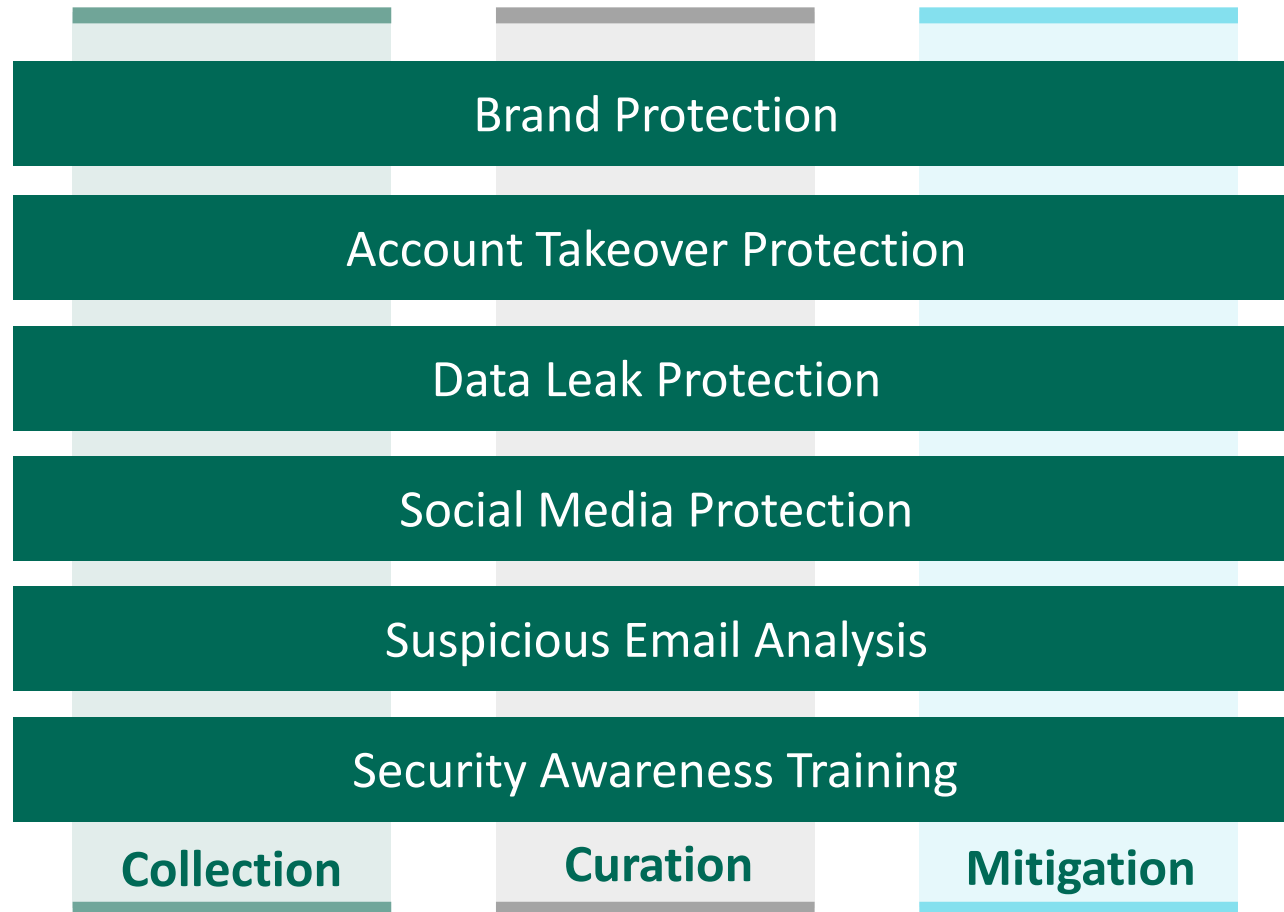 Brand Protection
Account Takeover Protection
Data Leak Protection
Social Media Protection
Suspicious Email Analysis
Security Awareness Training
Collection
Curation
Mitigation